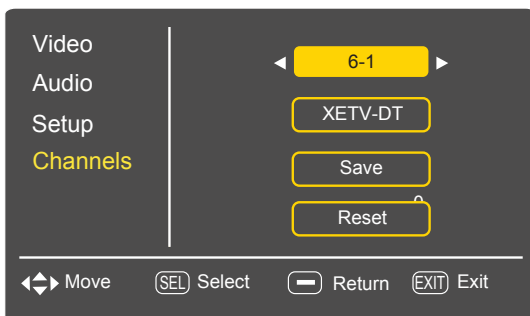 Video
Audio
Setup
Channels
6-1
XETV-DT
Save
Reset
Move SEL Select Return EXIT Exit